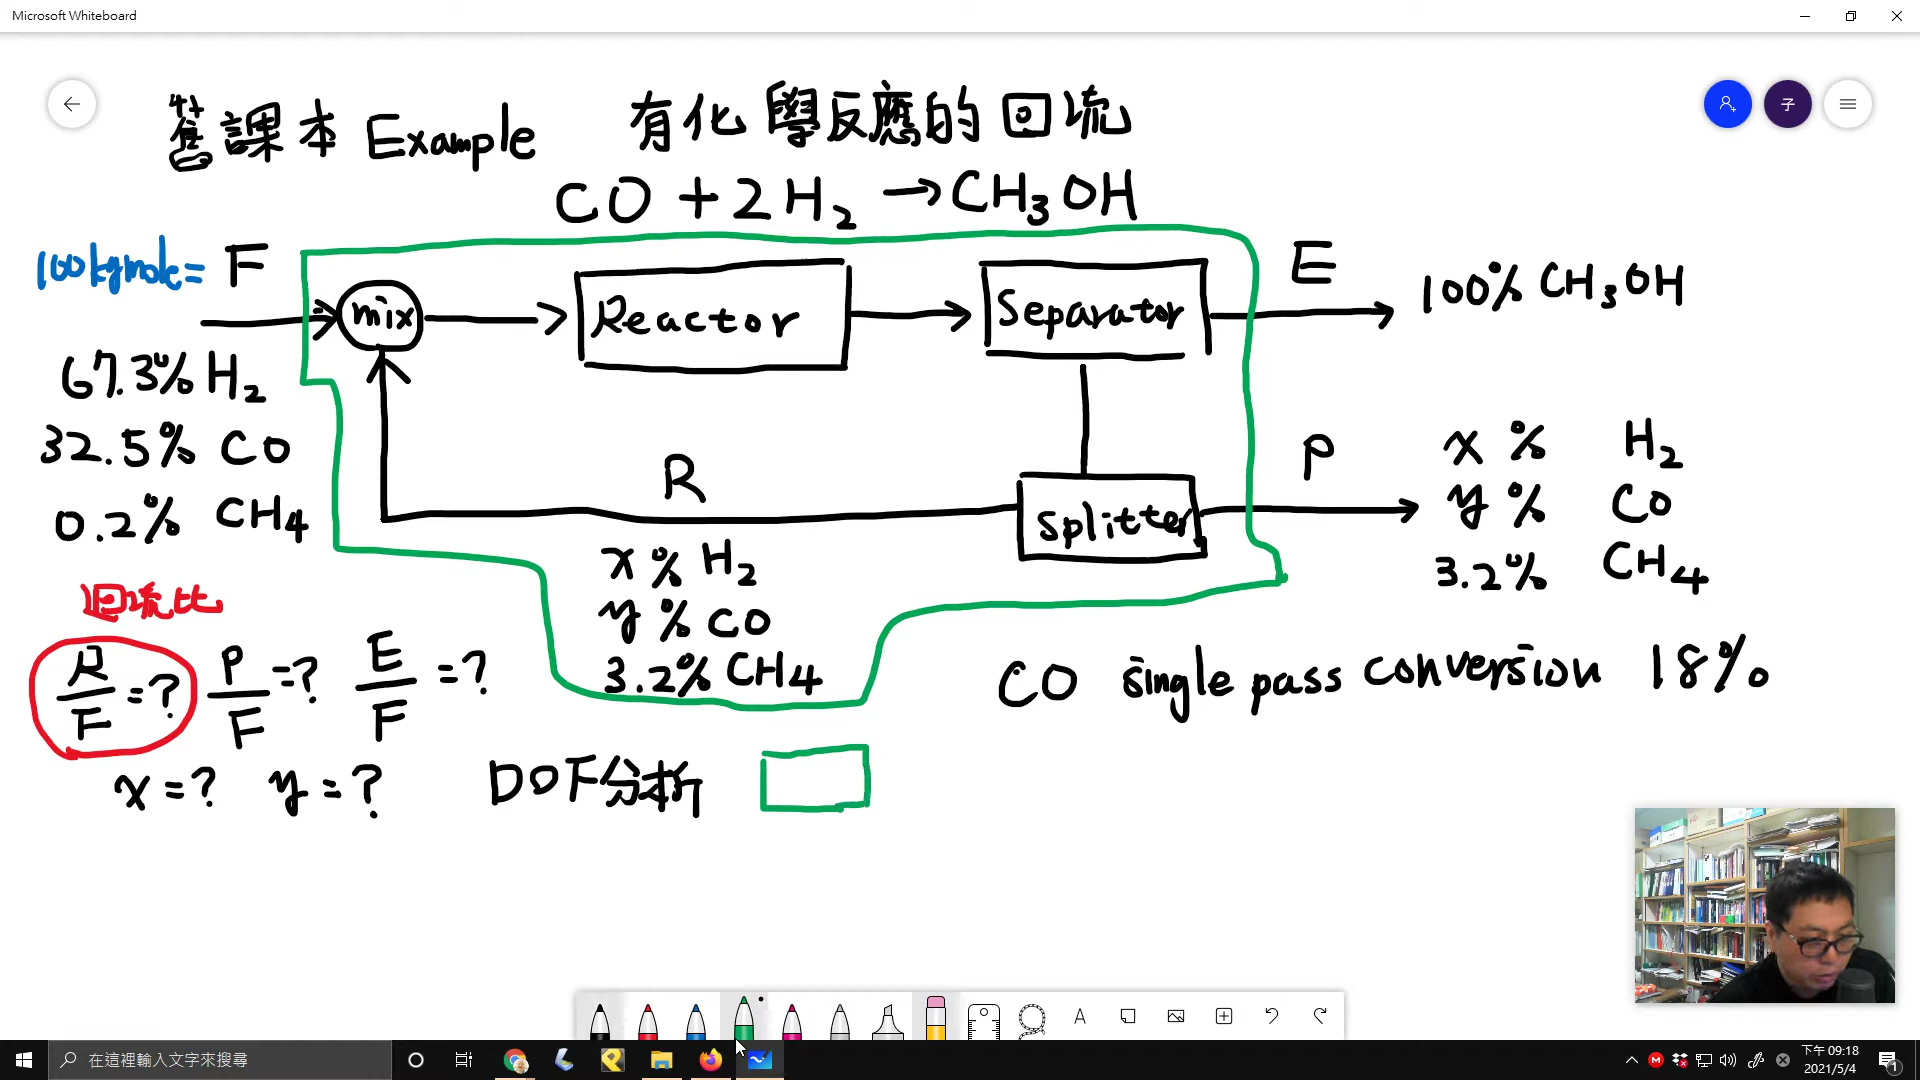 Microsoft Whiteboard
舊課本 Example 有化學反應的回流
CO + 2H2 → CH3OH
子
100kgmole = F
67.3% H2
32.5% CO
0.2% CH4
mix
Reactor
Separator
E
100% CH3OH
R
splitter
P
x % H2
y % CO
3.2% CH4
x % H2
y % CO
3.2% CH4
迴流比
R/F = ? P/F = ? E/F = ?
x = ? y = ?
DOF分析
CO single pass conversion 18%
A
在這裡輸入文字來搜尋
下午 09:18
2021/5/4
1